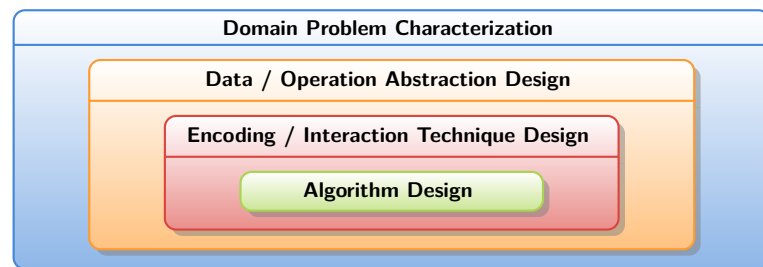 Domain Problem Characterization
Data / Operation Abstraction Design
Encoding / Interaction Technique Design
Algorithm Design